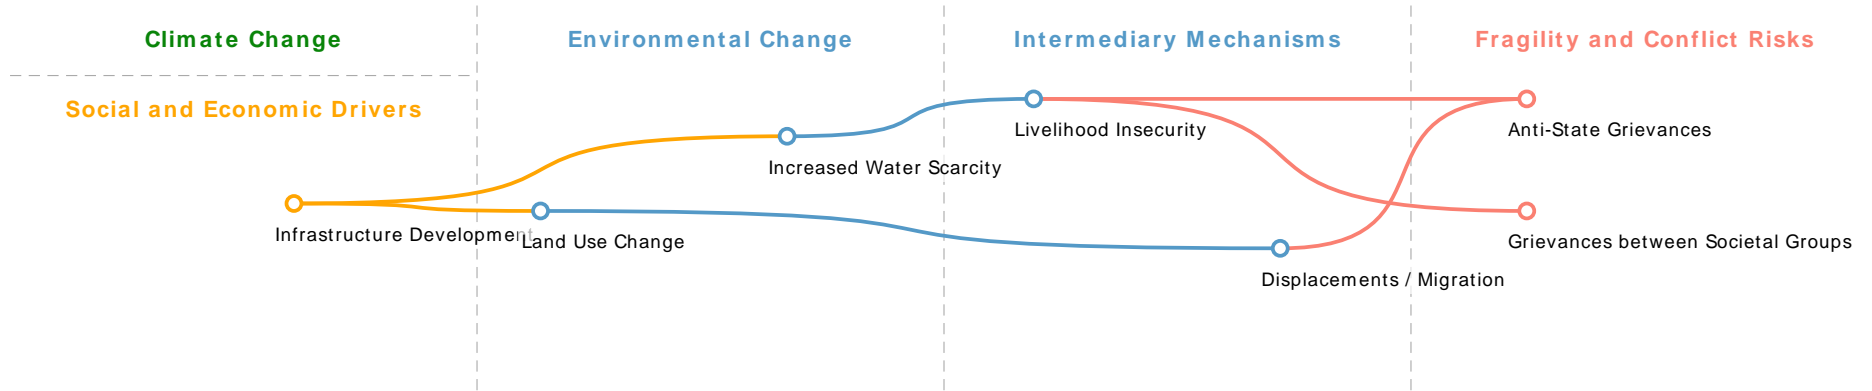 Climate Change
Environmental Change
Intermediary Mechanisms
Fragility and Conflict Risks
Social and Economic Drivers
Livelihood Insecurity
Anti-State Grievances
Increased Water Scarcity
Infrastructure Development
Land Use Change
Grievances between Societal Groups
Displacements / Migration